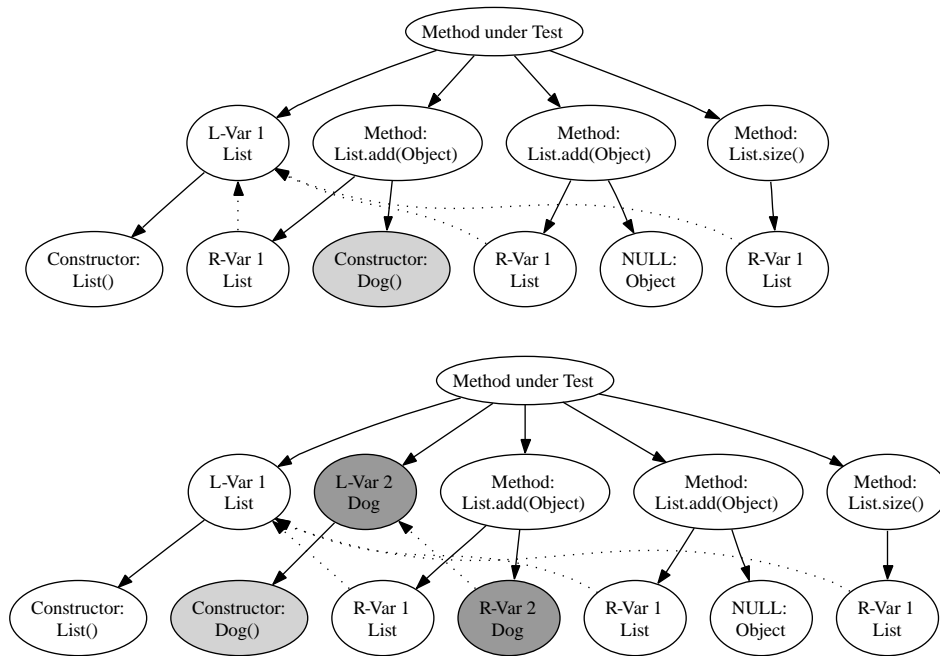 Method under Test
L-Var 1
List
Method:
List.add(Object)
Method:
List.add(Object)
Method:
List.size()
Constructor:
List()
R-Var 1
List
Constructor:
Dog()
R-Var 1
List
NULL:
Object
R-Var 1
List
Method under Test
L-Var 1
List
L-Var 2
Dog
Method:
List.add(Object)
Method:
List.add(Object)
Method:
List.size()
Constructor:
List()
Constructor:
Dog()
R-Var 1
List
R-Var 2
Dog
R-Var 1
List
NULL:
Object
R-Var 1
List